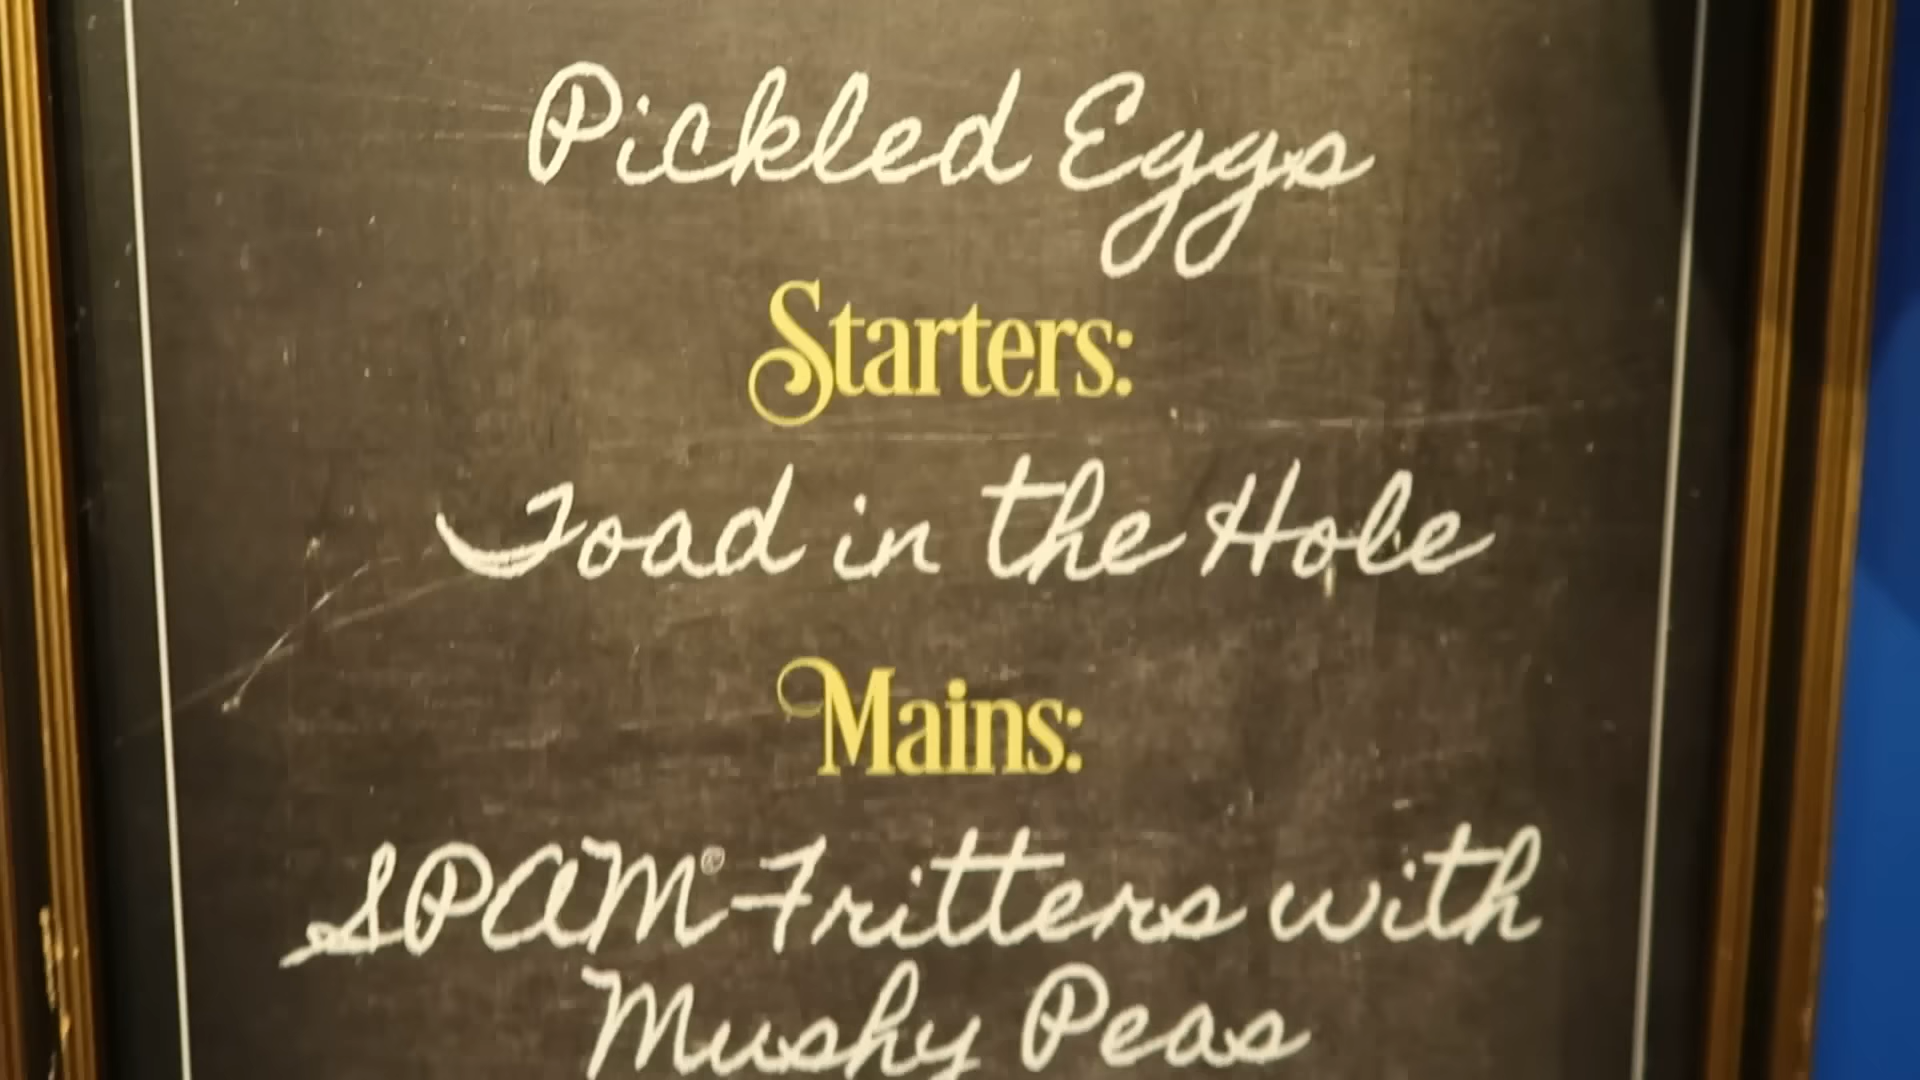 Pickled Eggs
Starters:
Toad in the Hole
Mains:
SPAM® Fritters with
Mushy Peas